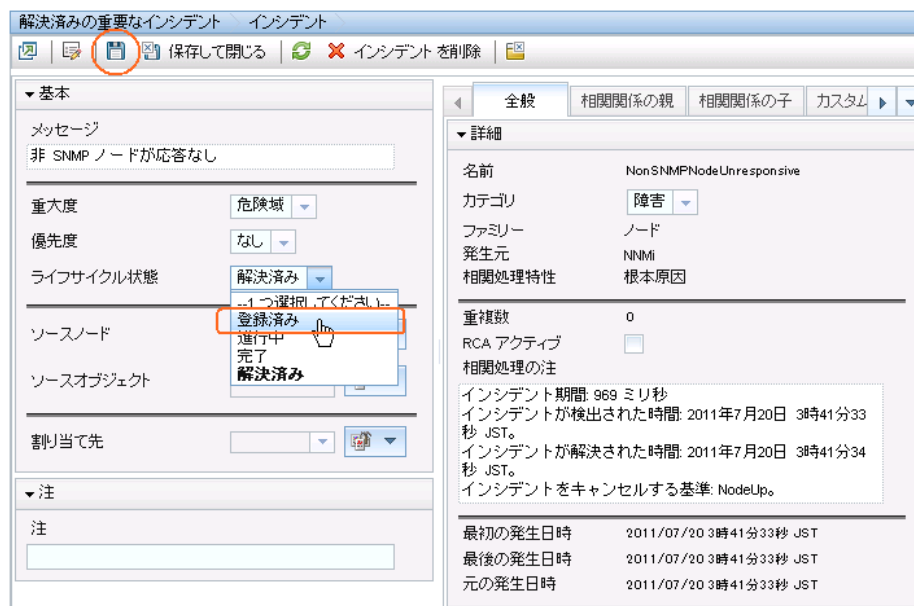 解決済みの重要なインシデント インシデント
保存して閉じる インシデント を削除
基本
メッセージ
非 SNMP ノードが応答なし
重大度 危険域
優先度 なし
ライフサイクル状態 解決済み
--1 つ選択してください--
登録済み
進行中
完了
解決済み
ソースノード
ソースオブジェクト
割り当て先
注
注
全般 相関関係の親 相関関係の子 カスタム
詳細
名前 NonSNMPNodeUnresponsive
カテゴリ 障害
ファミリー ノード
発生元 NNMi
相関処理特性 根本原因
重複数 0
RCA アクティブ
相関処理の注
インシデント期間: 969 ミリ秒
インシデントが検出された時間: 2011年7月20日 3時41分33
秒 JST。
インシデントが解決された時間: 2011年7月20日 3時41分34
秒 JST。
インシデントをキャンセルする基準: NodeUp。
最初の発生日時 2011/07/20 3時41分33秒 JST
最後の発生日時 2011/07/20 3時41分33秒 JST
元の発生日時 2011/07/20 3時41分33秒 JST